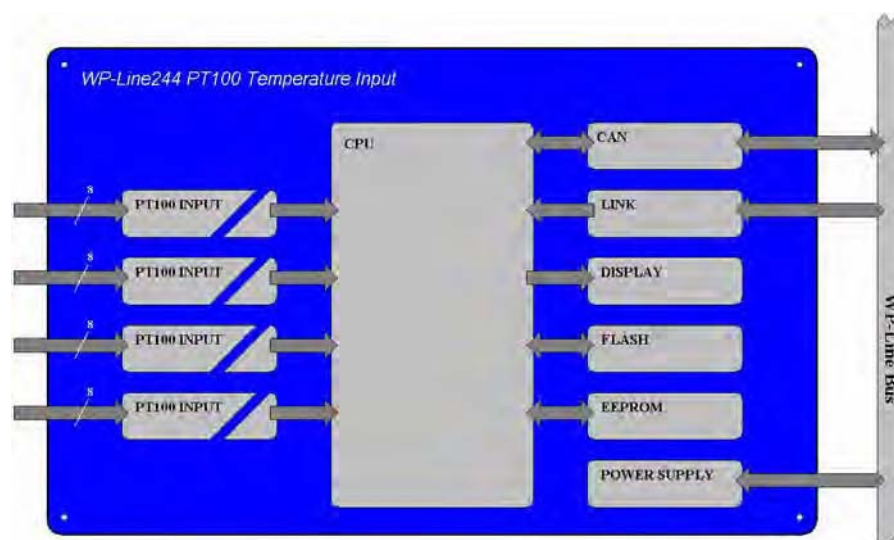 WP-Line244 PT100 Temperature Input
CPU
CAN
8
PT100 INPUT
LINK
8
PT100 INPUT
DISPLAY
8
PT100 INPUT
FLASH
8
PT100 INPUT
EEPROM
POWER SUPPLY
WP-Line Bus